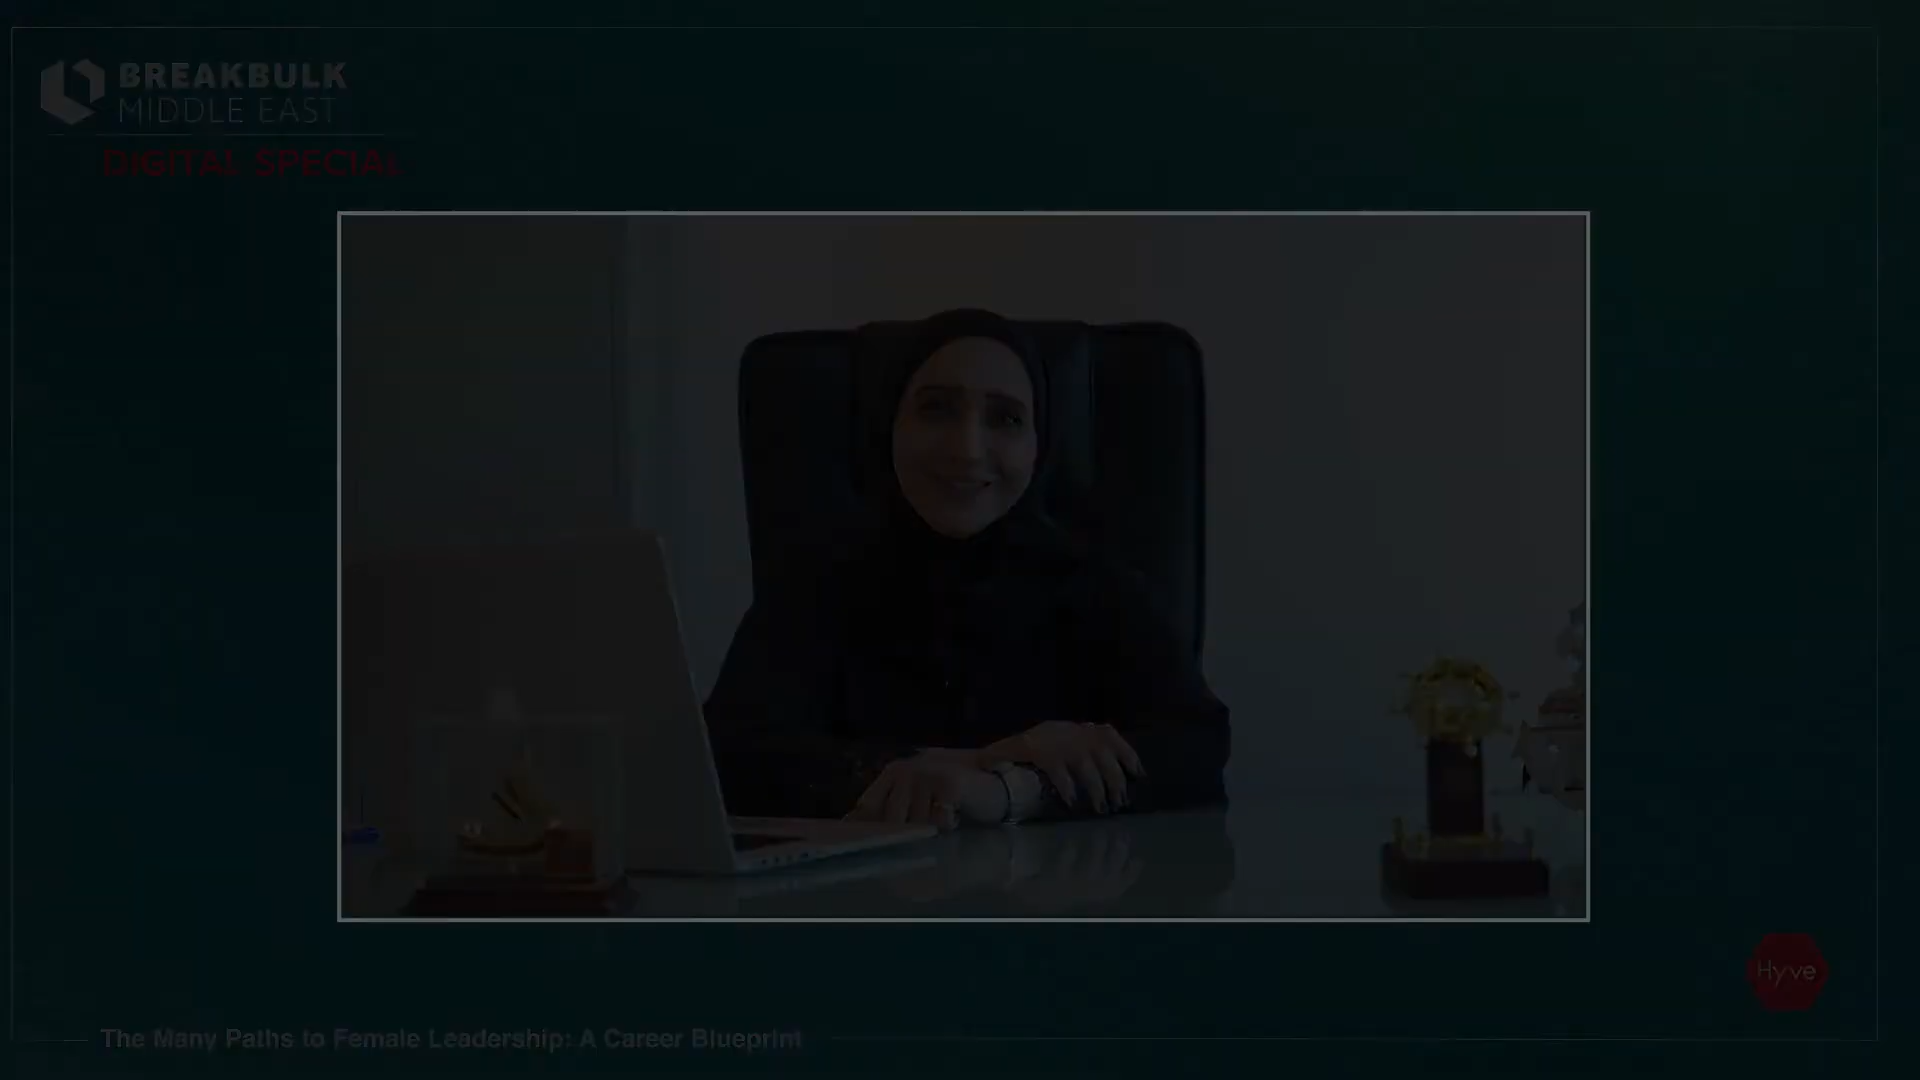 BREAKBULK
MIDDLE EAST
DIGITAL SPECIAL
Hyve
The Many Paths to Female Leadership: A Career Blueprint